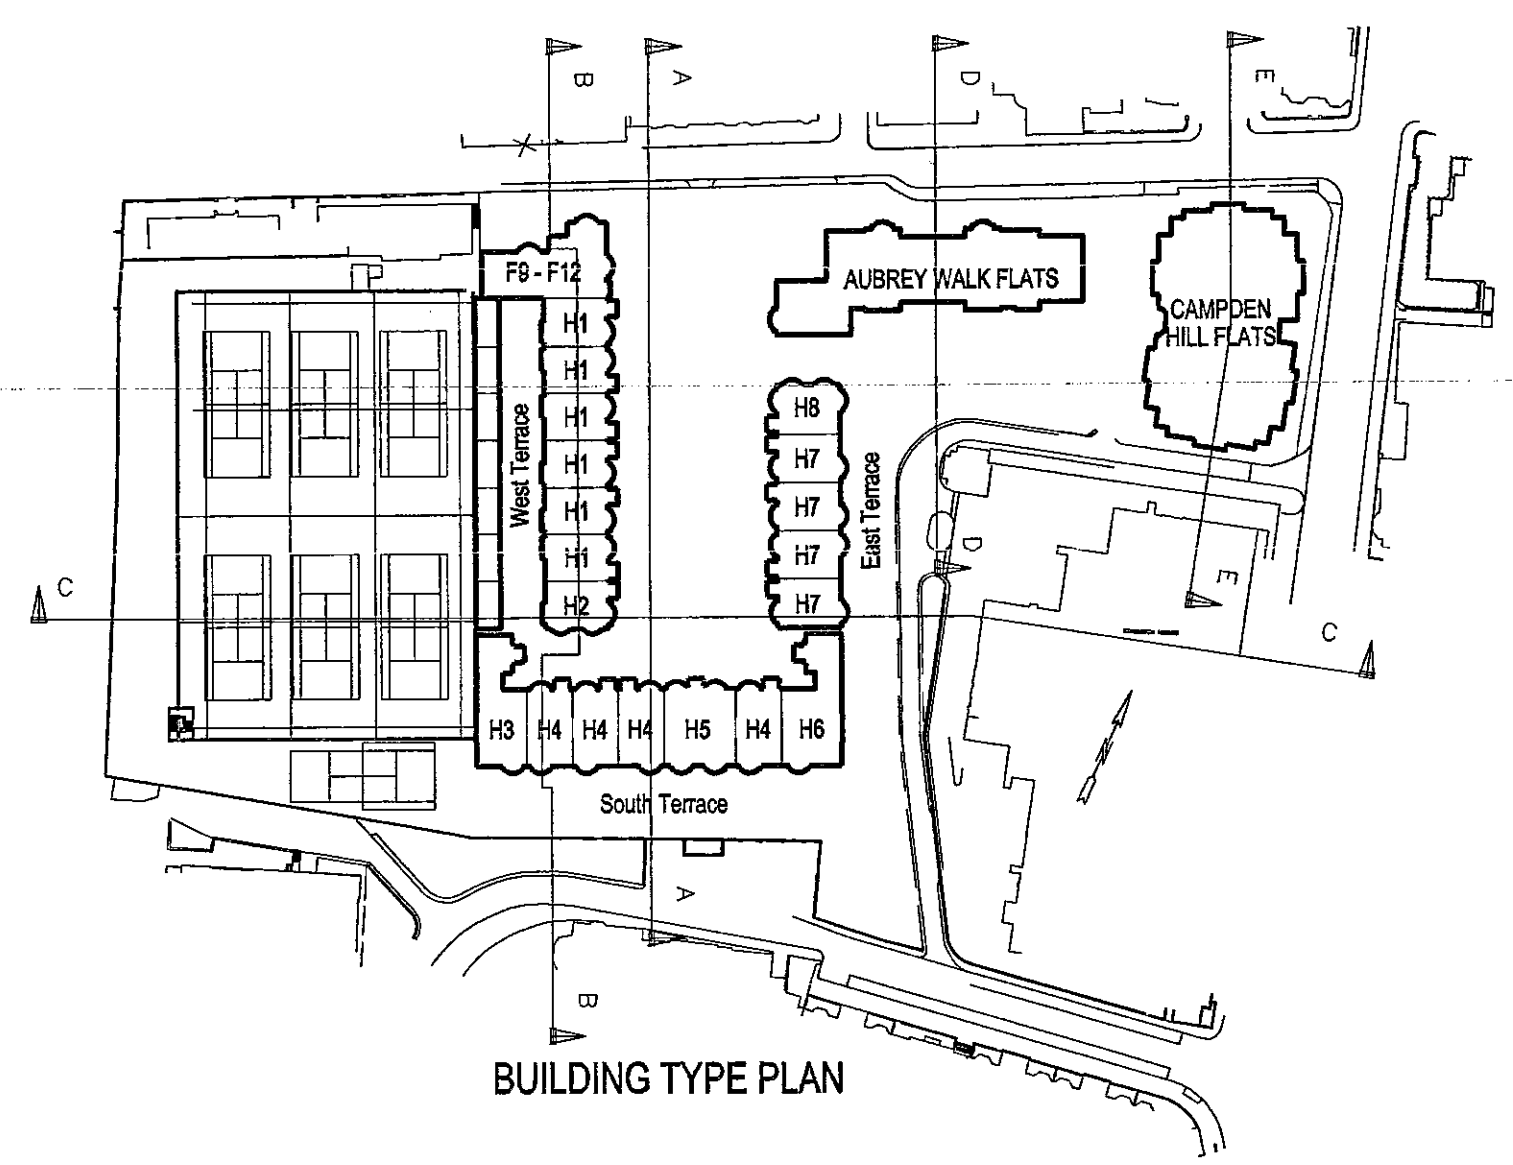 B
A
D
E
F9 - F12
AUBREY WALK FLATS
CAMPDEN
HILL FLATS
H1
H1
H1
H1
H1
H1
H2
West Terrace
H8
H7
H7
H7
H7
East Terrace
D
E
C
C
H3
H4
H4
H4
H5
H4
H6
South Terrace
N
A
B
BUILDING TYPE PLAN